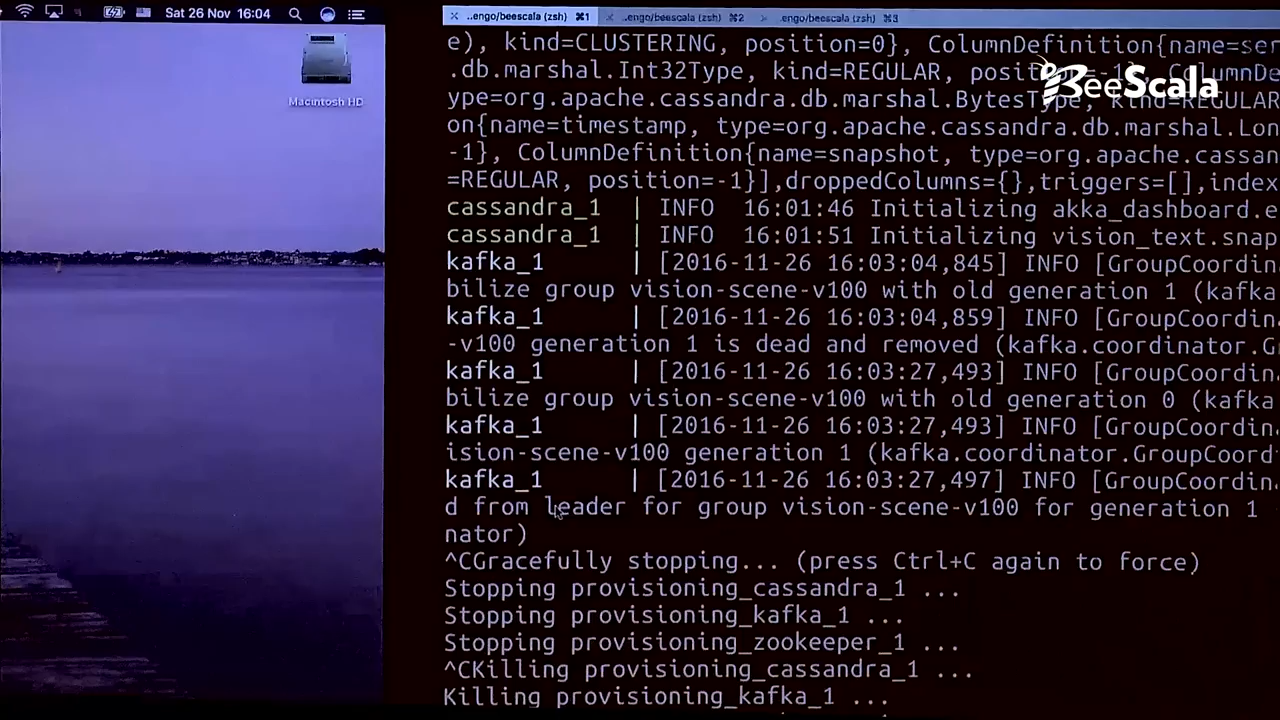 Sat 26 Nov 16:04
Macintosh HD
..engo/beescala (zsh) ⌘1
..engo/beescala (zsh) ⌘2
engo/beescala (zsh) ⌘3
BeeScala
e), kind=CLUSTERING, position=0}, ColumnDefinition{name=ser
.db.marshal.Int32Type, kind=REGULAR, position=-1}, ColumnDe
ype=org.apache.cassandra.db.marshal.BytesType, kind=REGULAR
on{name=timestamp, type=org.apache.cassandra.db.marshal.Lon
-1}, ColumnDefinition{name=snapshot, type=org.apache.cassan
=REGULAR, position=-1}],droppedColumns={},triggers=[],index
cassandra_1 | INFO 16:01:46 Initializing akka_dashboard.e
cassandra_1 | INFO 16:01:51 Initializing vision_text.snap
kafka_1 | [2016-11-26 16:03:04,845] INFO [GroupCoordin
bilize group vision-scene-v100 with old generation 1 (kafka
kafka_1 | [2016-11-26 16:03:04,859] INFO [GroupCoordin
-v100 generation 1 is dead and removed (kafka.coordinator.G
kafka_1 | [2016-11-26 16:03:27,493] INFO [GroupCoordin
bilize group vision-scene-v100 with old generation 0 (kafka
kafka_1 | [2016-11-26 16:03:27,493] INFO [GroupCoordin
ision-scene-v100 generation 1 (kafka.coordinator.GroupCoord
kafka_1 | [2016-11-26 16:03:27,497] INFO [GroupCoordin
d from leader for group vision-scene-v100 for generation 1
nator)
^CGracefully stopping... (press Ctrl+C again to force)
Stopping provisioning_cassandra_1 ...
Stopping provisioning_kafka_1 ...
Stopping provisioning_zookeeper_1 ...
^CKilling provisioning_cassandra_1 ...
Killing provisioning_kafka_1 ...